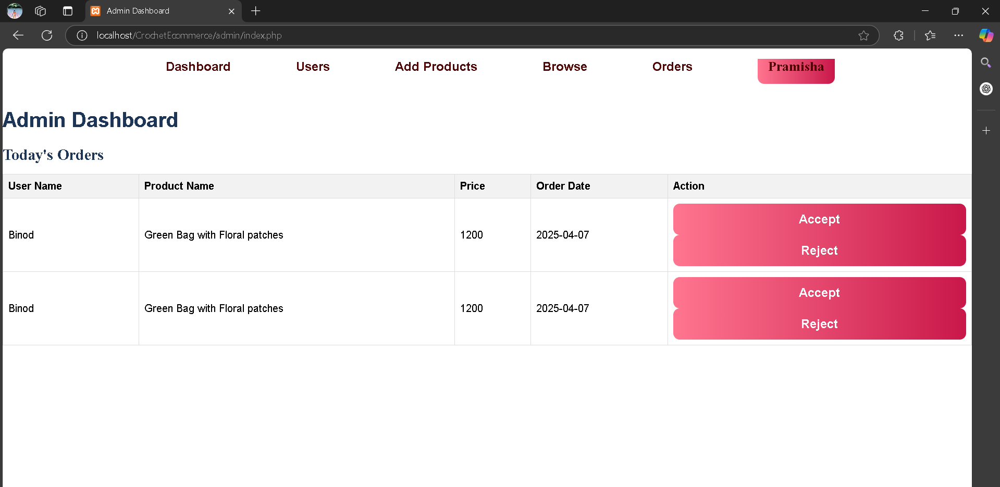 Admin Dashboard
localhost/CrochetEcommerce/admin/index.php
Dashboard Users Add Products Browse Orders Pramisha
Admin Dashboard
Today's Orders
User Name Product Name Price Order Date Action
Binod Green Bag with Floral patches 1200 2025-04-07 Accept
Reject
Binod Green Bag with Floral patches 1200 2025-04-07 Accept
Reject